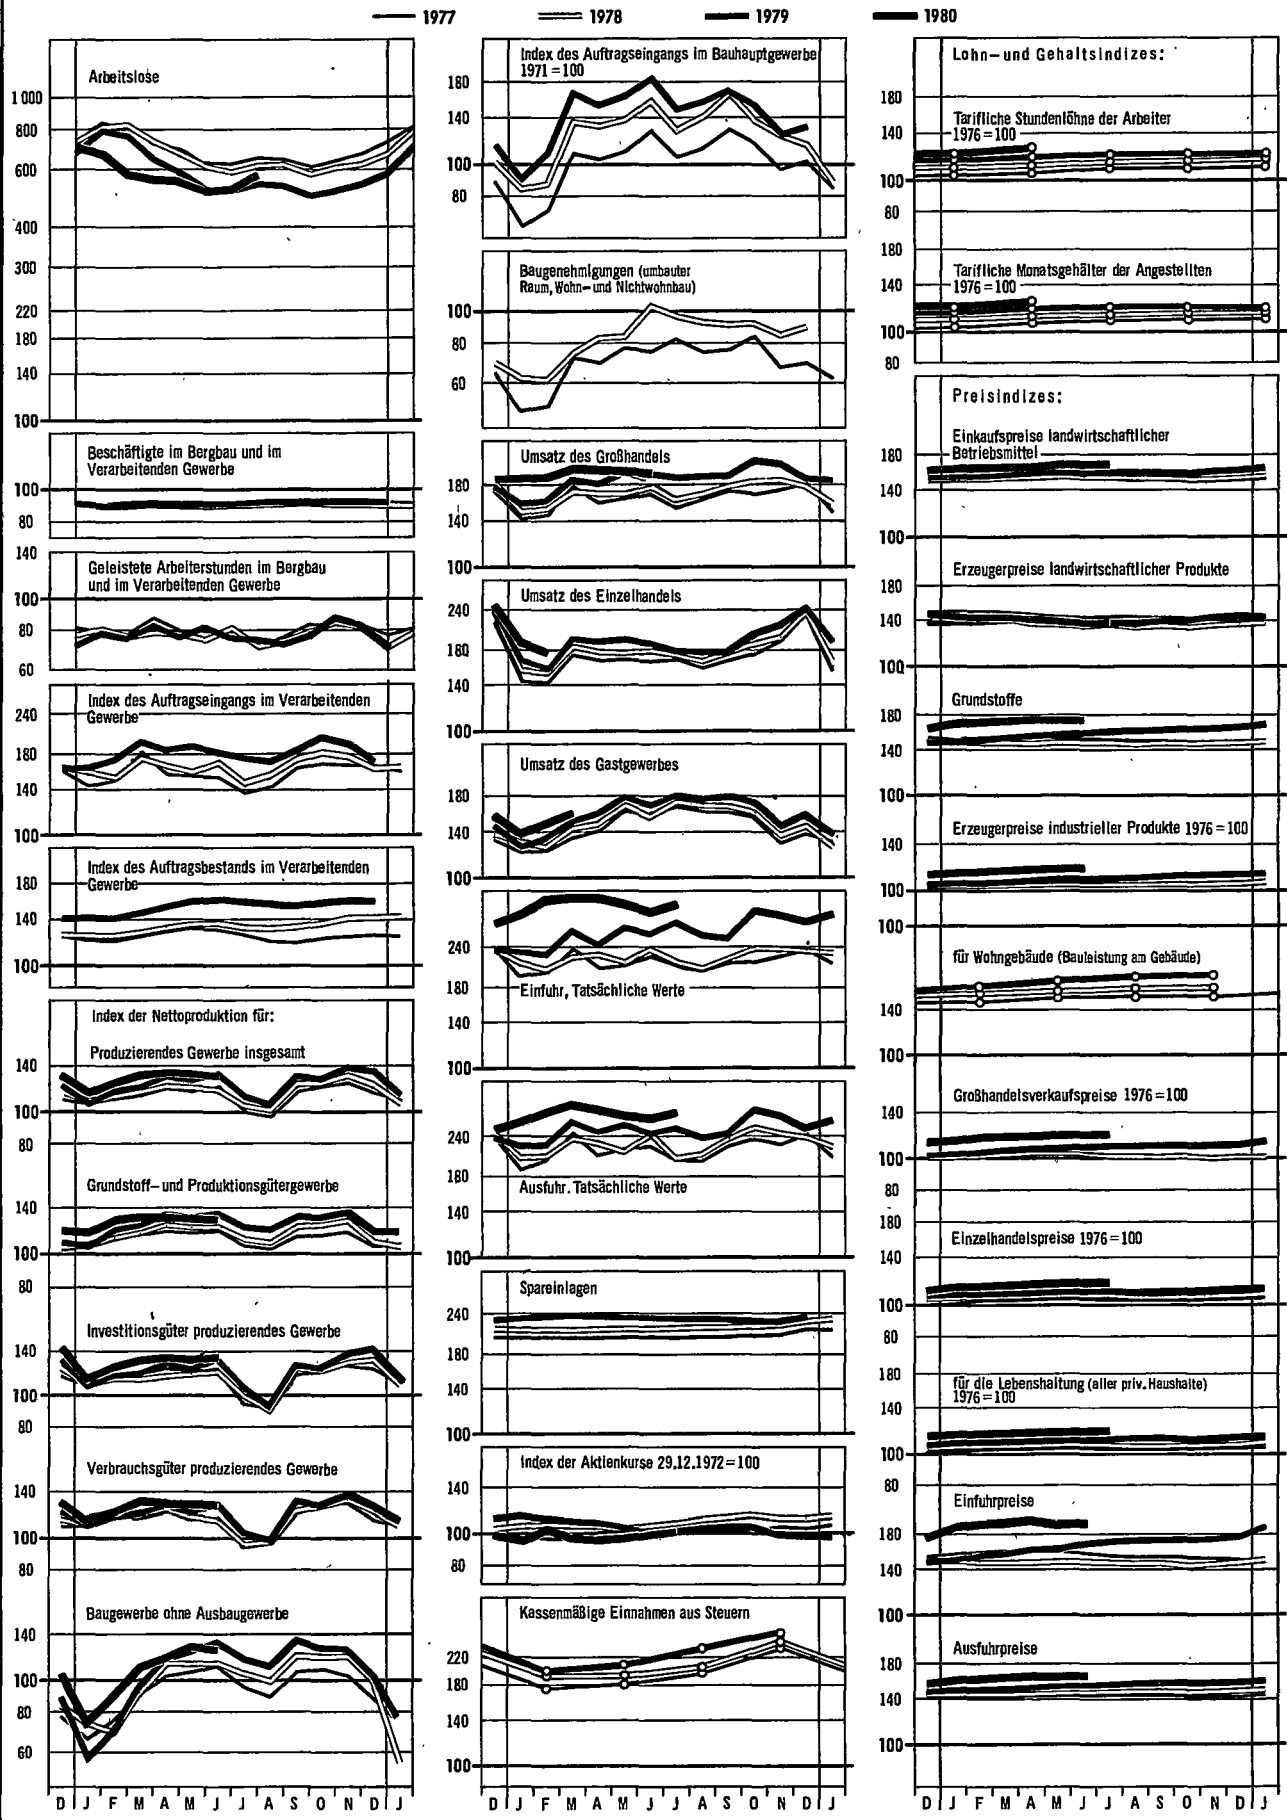 1977 1978 1979 1980
Arbeitslose
1 000
800
600
400
300
220
180
140
100
Beschäftigte im Bergbau und im
Verarbeitenden Gewerbe
100
80
140
Geleistete Arbeiterstunden im Bergbau
und im Verarbeitenden Gewerbe
100
80
60
Index des Auftragseingangs im Verarbeitenden
Gewerbe
240
180
140
100
Index des Auftragsbestands im Verarbeitenden
Gewerbe
180
140
100
Index der Nettoproduktion für:
Produzierendes Gewerbe insgesamt
140
100
80
Grundstoff- und Produktionsgütergewerbe
140
100
80
Investitionsgüter produzierendes Gewerbe
140
100
80
Verbrauchsgüter produzierendes Gewerbe
140
100
80
Baugewerbe ohne Ausbaugewerbe
140
100
80
60
D J F M A M J J A S O N D J
Index des Auftragseingangs im Bauhauptgewerbe
1971=100
180
140
100
80
Baugenehmigungen (umbauter
Raum, Wohn- und Nichtwohnbau)
100
80
60
Umsatz des Großhandels
180
140
100
Umsatz des Einzelhandels
240
180
140
100
Umsatz des Gastgewerbes
180
140
100
240
180
Einfuhr, Tatsächliche Werte
140
100
240
180
Ausfuhr. Tatsächliche Werte
140
100
Spareinlagen
240
180
140
100
Index der Aktienkurse 29.12.1972=100
140
100
80
Kassenmäßige Einnahmen aus Steuern
220
180
140
100
D J F M A M J J A S O N D J
Lohn- und Gehaltsindizes:
180
Tarifliche Stundenlöhne der Arbeiter
140
1976=100
100
80
180
Tarifliche Monatsgehälter der Angestellten
140
1976=100
100
80
Preisindizes:
Einkaufspreise landwirtschaftlicher
Betriebsmittel
180
140
100
Erzeugerpreise landwirtschaftlicher Produkte
180
140
100
Grundstoffe
180
140
100
Erzeugerpreise industrieller Produkte 1976=100
140
100
100
für Wohngebäude (Bauleistung am Gebäude)
140
100
Großhandelsverkaufspreise 1976=100
140
100
80
180
Einzelhandelspreise 1976=100
140
100
80
180
für die Lebenshaltung (aller priv. Haushalte)
1976=100
140
100
80
Einfuhrpreise
180
140
100
Ausfuhrpreise
180
140
100
D J F M A M J J A S O N D J